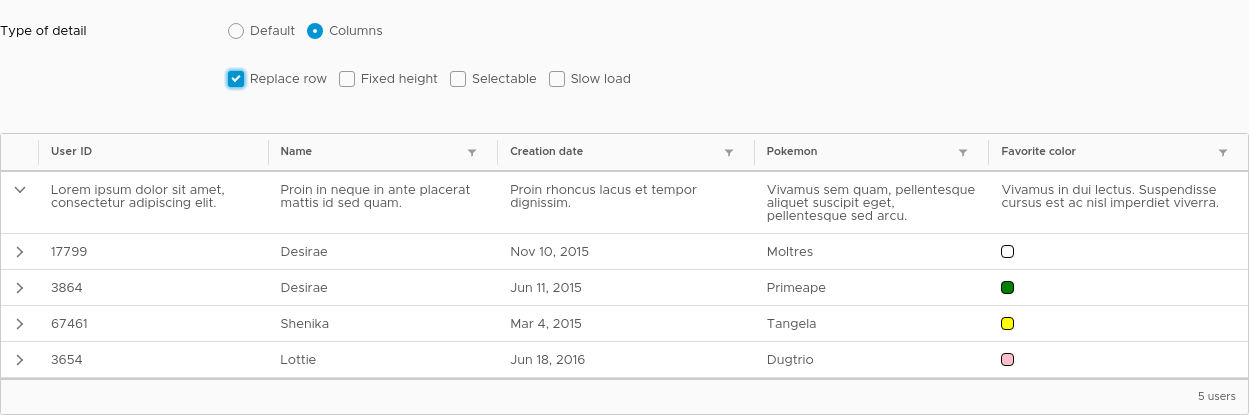 Type of detail Default Columns
Replace row Fixed height Selectable Slow load
User ID Name Creation date Pokemon Favorite color
Lorem ipsum dolor sit amet, Proin in neque in ante placerat Proin rhoncus lacus et tempor Vivamus sem quam, pellentesque Vivamus in dui lectus. Suspendisse
consectetur adipiscing elit. mattis id sed quam. dignissim. aliquet suscipit eget, cursus est ac nisl imperdiet viverra.
pellentesque sed arcu.
17799 Desirae Nov 10, 2015 Moltres
3864 Desirae Jun 11, 2015 Primeape
67461 Shenika Mar 4, 2015 Tangela
3654 Lottie Jun 18, 2016 Dugtrio
5 users